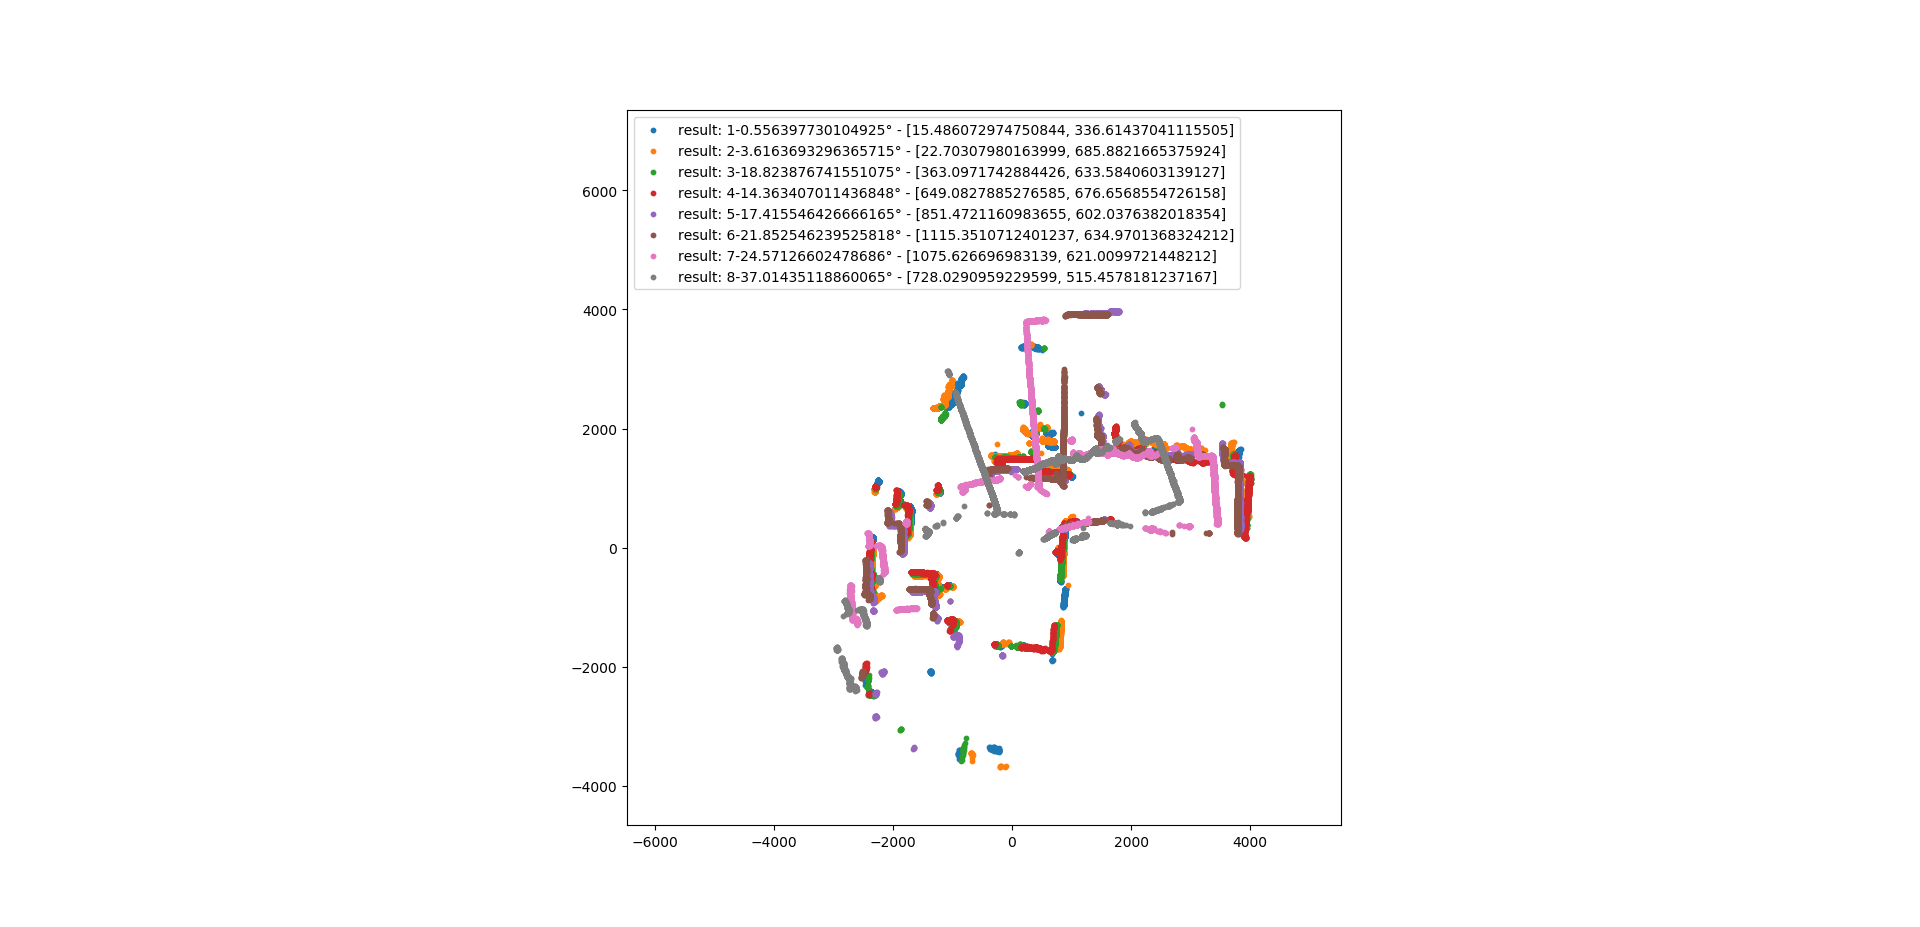 result: 1-0.556397730104925° - [15.486072974750844, 336.61437041115505]
result: 2-3.6163693296365715° - [22.70307980163999, 685.8821665375924]
result: 3-18.823876741551075° - [363.0971742884426, 633.5840603139127]
result: 4-14.363407011436848° - [649.0827885276585, 676.6568554726158]
result: 5-17.415546426666165° - [851.4721160983655, 602.0376382018354]
result: 6-21.852546239525818° - [1115.3510712401237, 634.9701368324212]
result: 7-24.57126602478686° - [1075.626696983139, 621.0099721448212]
result: 8-37.01435118860065° - [728.0290959229599, 515.4578181237167]
6000
4000
2000
0
−2000
−4000
−6000 −4000 −2000 0 2000 4000